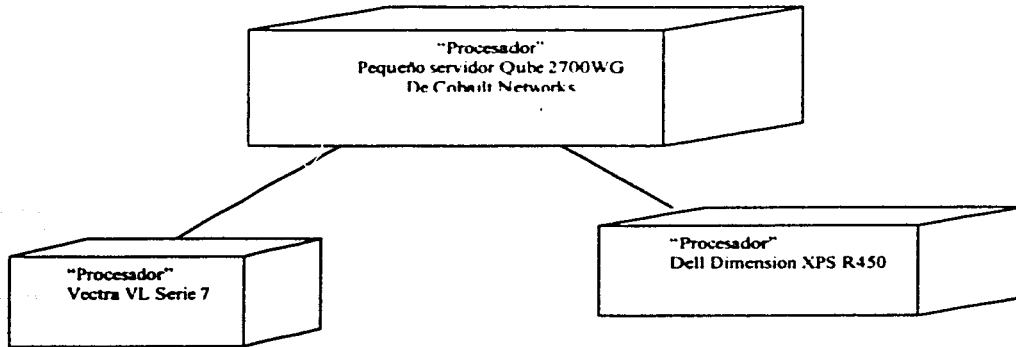 “Procesador”
Pequeño servidor Qube 2700WG
De Cobault Networks
“Procesador”
Vectra VL Serie 7
“Procesador”
Dell Dimension XPS R450